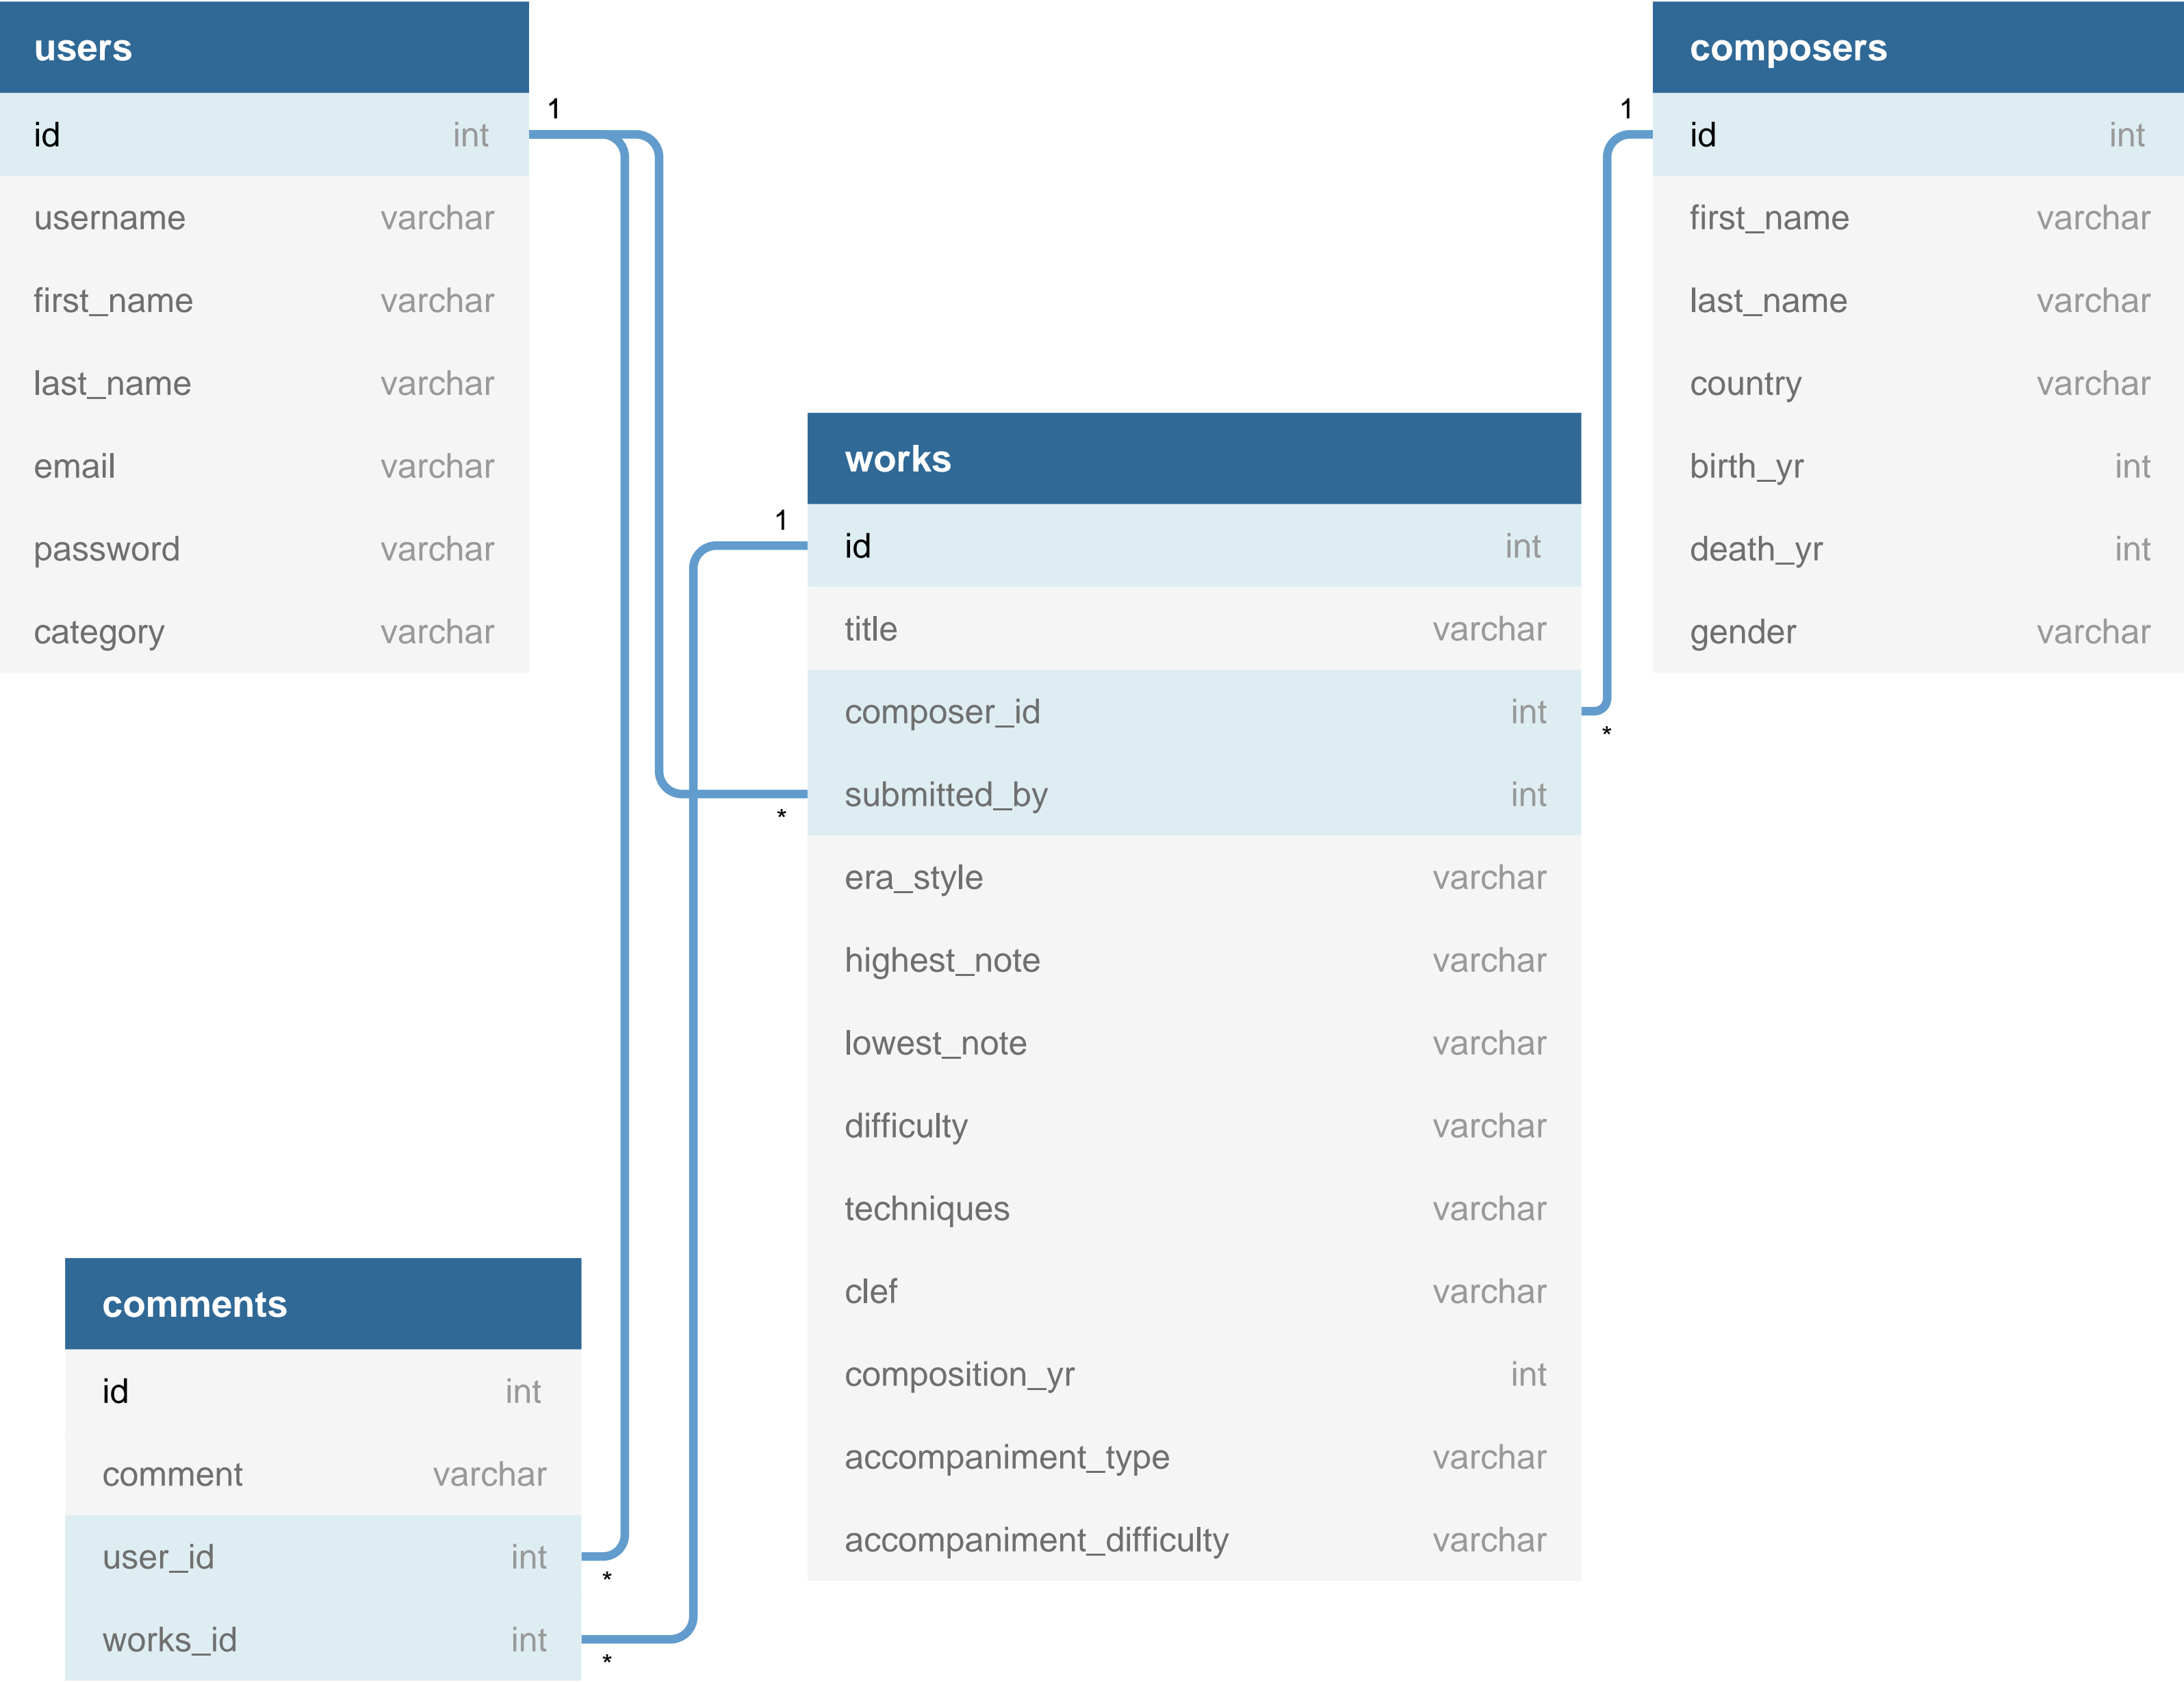 users
id int
username varchar
first_name varchar
last_name varchar
email varchar
password varchar
category varchar
1
composers
id int
first_name varchar
last_name varchar
country varchar
birth_yr int
death_yr int
gender varchar
1
works
id int
title varchar
composer_id int
submitted_by int
era_style varchar
highest_note varchar
lowest_note varchar
difficulty varchar
techniques varchar
clef varchar
composition_yr int
accompaniment_type varchar
accompaniment_difficulty varchar
1
*
*
comments
id int
comment varchar
user_id int
works_id int
*
*